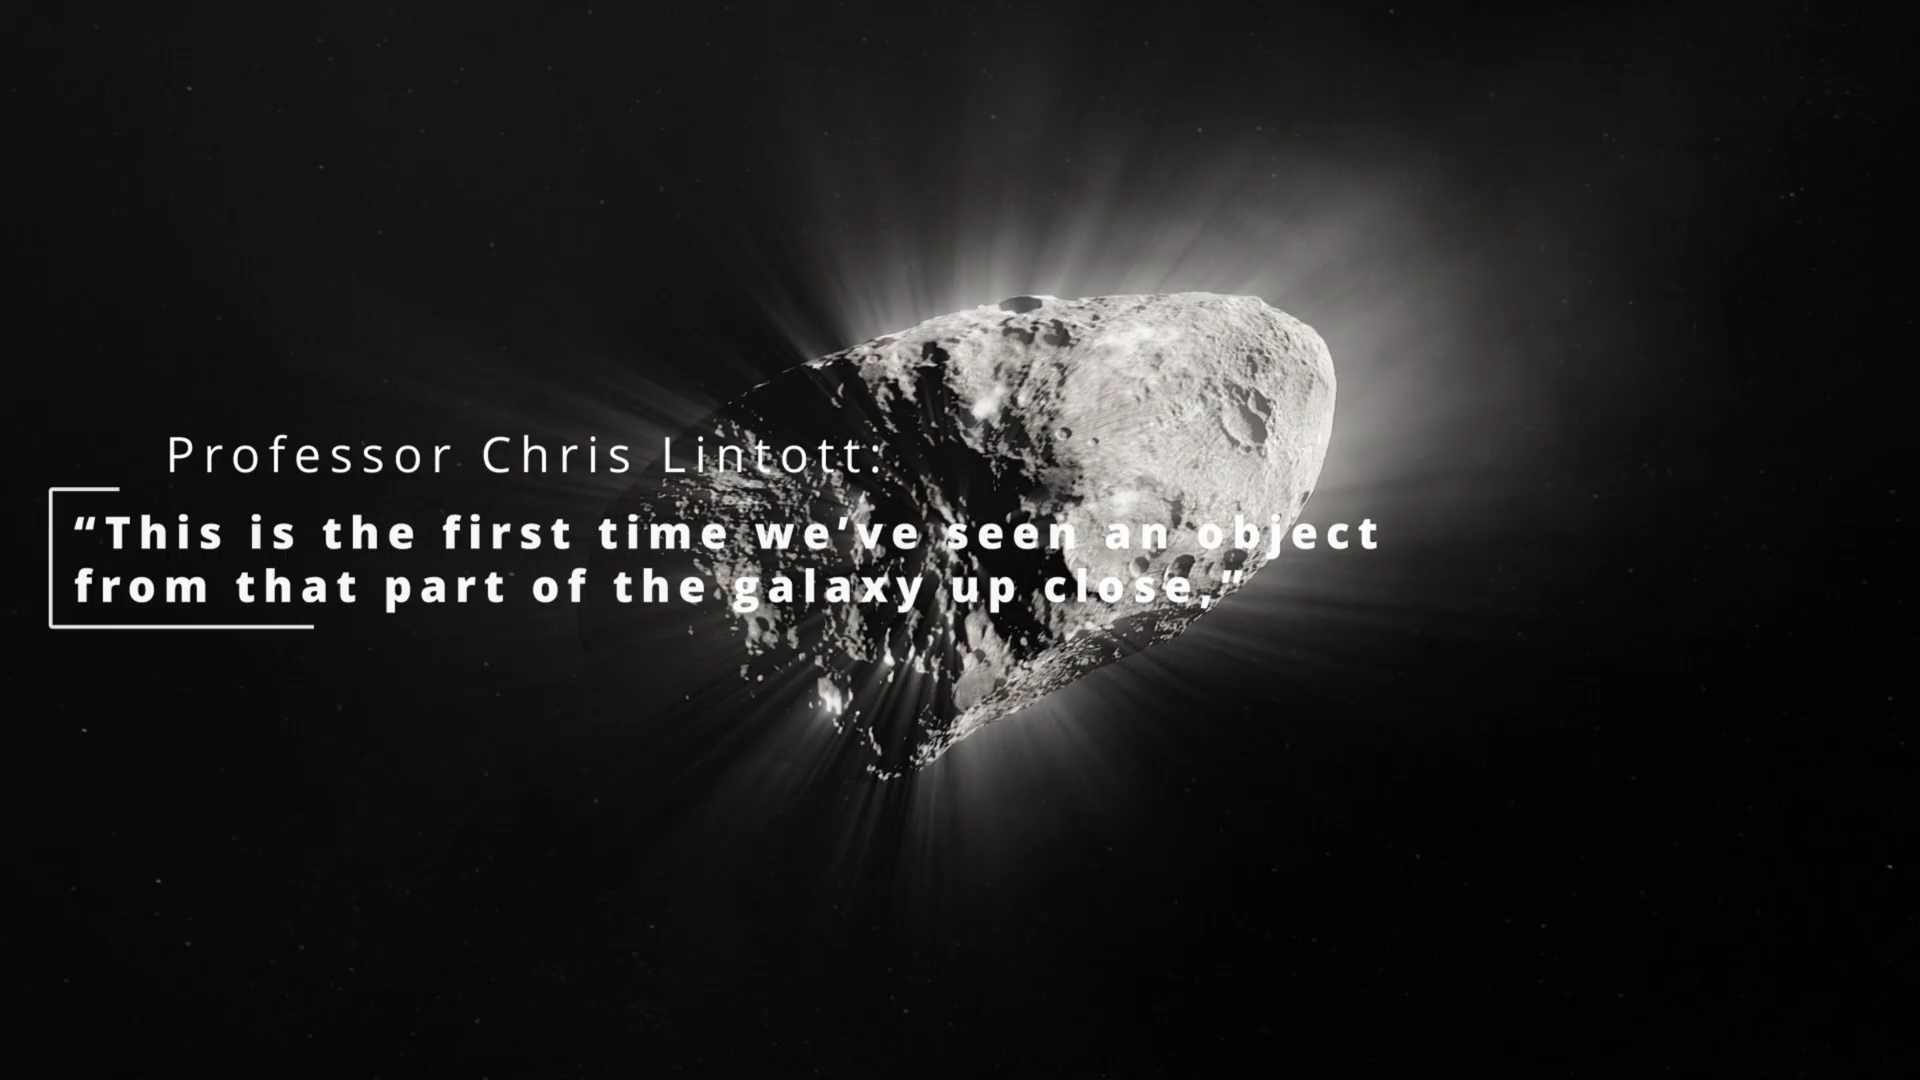 Professor Chris Lintott:
“This is the first time we’ve seen an object
from that part of the galaxy up close,”